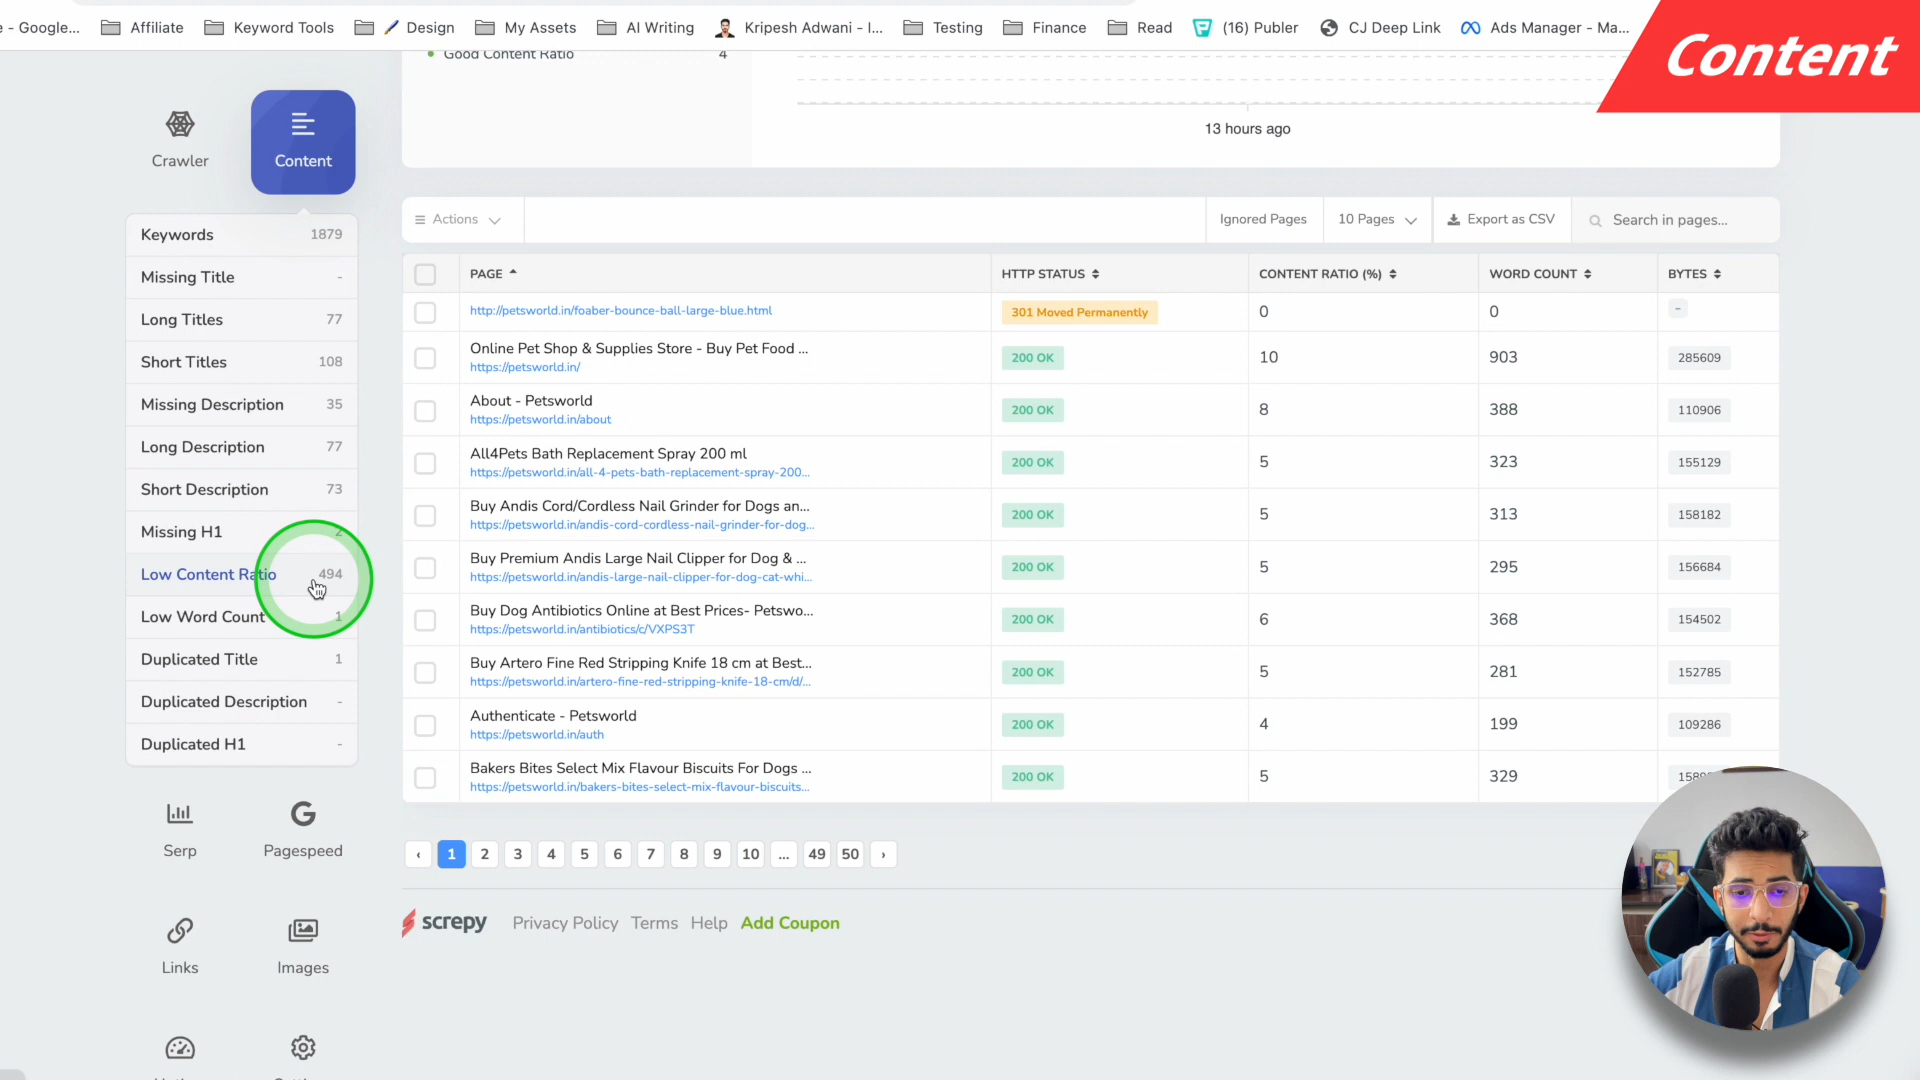 e - Google...
Affiliate
Keyword Tools
Design
My Assets
AI Writing
Kripesh Adwani - I...
Testing
Finance
Read
(16) Publer
CJ Deep Link
Ads Manager - Ma...
Content
Good Content Ratio 4
13 hours ago
Crawler
Content
Keywords 1879
Missing Title -
Long Titles 77
Short Titles 108
Missing Description 35
Long Description 77
Short Description 73
Missing H1 2
Low Content Ratio 494
Low Word Count 1
Duplicated Title 1
Duplicated Description -
Duplicated H1 -
Serp
Pagespeed
Links
Images
Actions
Ignored Pages
10 Pages
Export as CSV
Search in pages...
PAGE HTTP STATUS CONTENT RATIO (%) WORD COUNT BYTES
http://petsworld.in/foaber-bounce-ball-large-blue.html 301 Moved Permanently 0 0 -
Online Pet Shop & Supplies Store - Buy Pet Food ...
https://petsworld.in/ 200 OK 10 903 285609
About - Petsworld
https://petsworld.in/about 200 OK 8 388 110906
All4Pets Bath Replacement Spray 200 ml
https://petsworld.in/all-4-pets-bath-replacement-spray-200... 200 OK 5 323 155129
Buy Andis Cord/Cordless Nail Grinder for Dogs an...
https://petsworld.in/andis-cord-cordless-nail-grinder-for-dog... 200 OK 5 313 158182
Buy Premium Andis Large Nail Clipper for Dog & ...
https://petsworld.in/andis-large-nail-clipper-for-dog-cat-whi... 200 OK 5 295 156684
Buy Dog Antibiotics Online at Best Prices- Petswo...
https://petsworld.in/antibiotics/c/VXPS3T 200 OK 6 368 154502
Buy Artero Fine Red Stripping Knife 18 cm at Best...
https://petsworld.in/artero-fine-red-stripping-knife-18-cm/d/... 200 OK 5 281 152785
Authenticate - Petsworld
https://petsworld.in/auth 200 OK 4 199 109286
Bakers Bites Select Mix Flavour Biscuits For Dogs ...
https://petsworld.in/bakers-bites-select-mix-flavour-biscuits... 200 OK 5 329
‹ 1 2 3 4 5 6 7 8 9 10 ... 49 50 ›
screpy Privacy Policy Terms Help Add Coupon